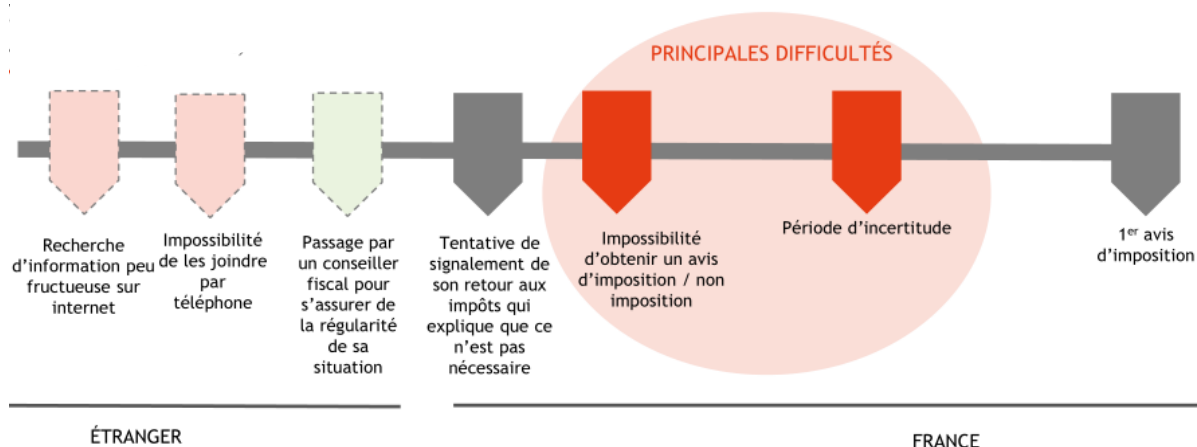 PRINCIPALES DIFFICULTÉS
Recherche
d’information peu
fructueuse sur
internet
Impossibilité
de les joindre
par
téléphone
Passage par
un conseiller
fiscal pour
s’assurer de
la régularité
de sa
situation
Tentative de
signalement de
son retour aux
impôts qui
explique que ce
n’est pas
nécessaire
Impossibilité
d’obtenir un avis
d’imposition / non
imposition
Période d’incertitude
1er avis
d’imposition
ÉTRANGER
FRANCE